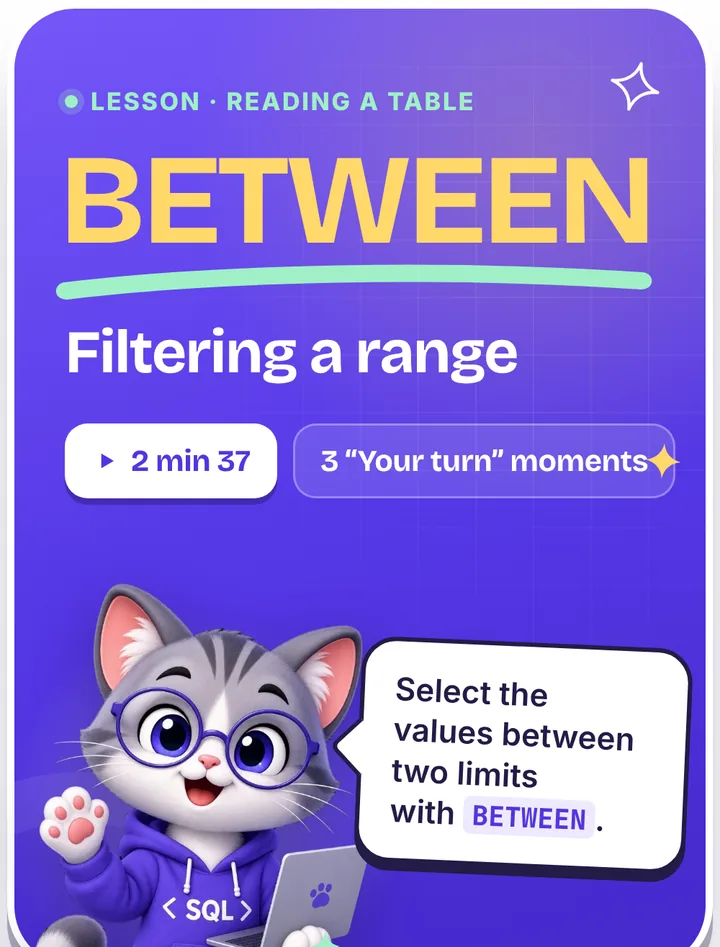 LESSON · READING A TABLE
BETWEEN
Filtering a range
2 min 37
3 “Your turn” moments
Select the
values between
two limits
with BETWEEN.
< SQL >